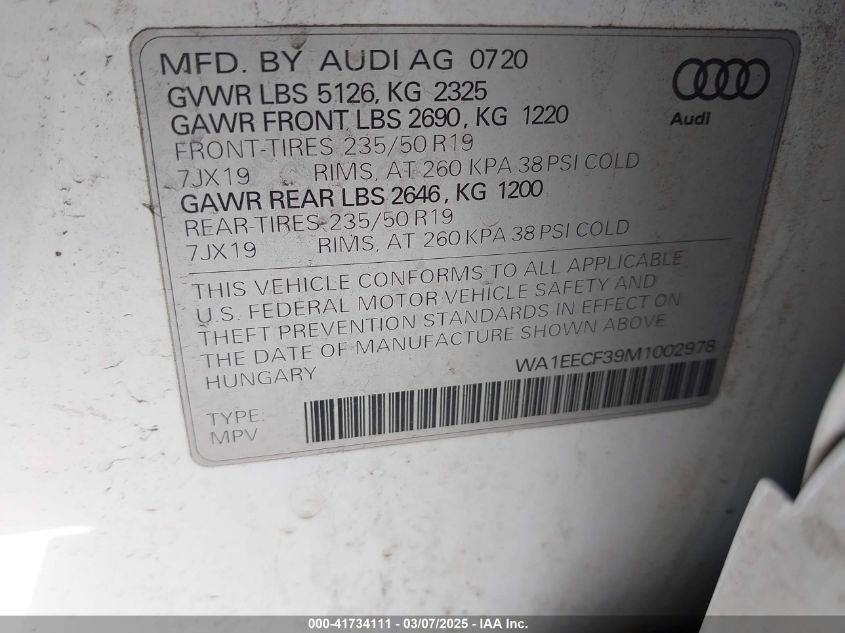 MFD. BY AUDI AG 0720
GVWR LBS 5126, KG 2325
GAWR FRONT LBS 2690, KG 1220
FRONT-TIRES 235/50 R19
7JX19 RIMS, AT 260 KPA 38 PSI COLD
GAWR REAR LBS 2646, KG 1200
REAR-TIRES 235/50 R19
7JX19 RIMS, AT 260 KPA 38 PSI COLD
Audi
THIS VEHICLE CONFORMS TO ALL APPLICABLE
U.S. FEDERAL MOTOR VEHICLE SAFETY AND
THEFT PREVENTION STANDARDS IN EFFECT ON
THE DATE OF MANUFACTURE SHOWN ABOVE
HUNGARY WA1EECF39M1002978
TYPE:
MPV
000-41734111 — 03/07/2025 — IAA Inc.